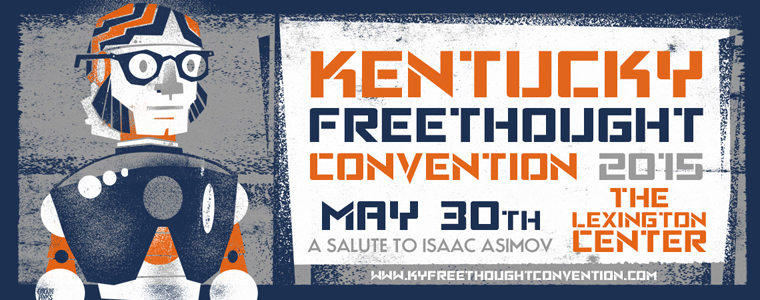 KENTUCKY
FREETHOUGHT
CONVENTION 2015
MAY 30TH
A SALUTE TO ISAAC ASIMOV
THE
LEXINGTON
CENTER
WWW.KYFREETHOUGHTCONVENTION.COM